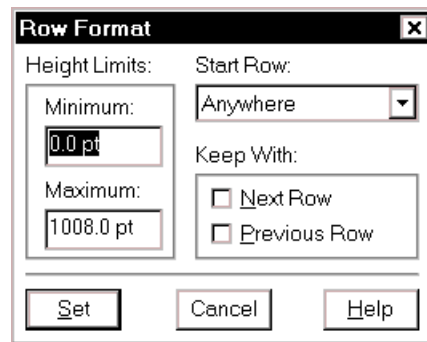 Row Format
Height Limits:
Minimum:
0.0 pt
Maximum:
1008.0 pt
Start Row:
Anywhere
Keep With:
Next Row
Previous Row
Set
Cancel
Help